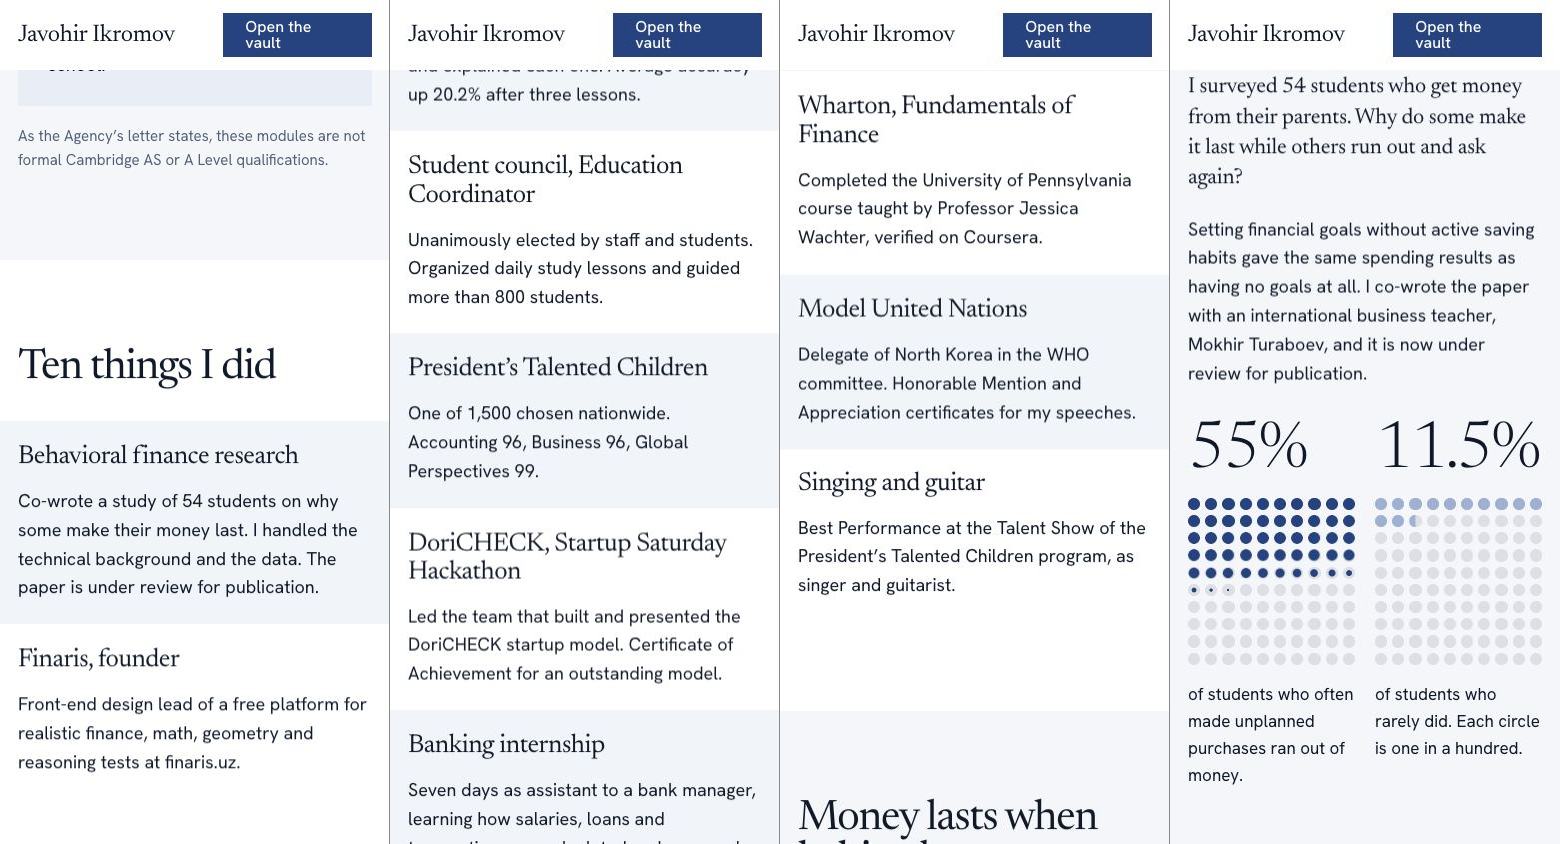 Javohir Ikromov
Open the
vault
As the Agency’s letter states, these modules are not
formal Cambridge AS or A Level qualifications.
Ten things I did
Behavioral finance research
Co-wrote a study of 54 students on why
some make their money last. I handled the
technical background and the data. The
paper is under review for publication.
Finaris, founder
Front-end design lead of a free platform for
realistic finance, math, geometry and
reasoning tests at finaris.uz.
Javohir Ikromov
Open the
vault
and explained each one. Average accuracy
up 20.2% after three lessons.
Student council, Education
Coordinator
Unanimously elected by staff and students.
Organized daily study lessons and guided
more than 800 students.
President’s Talented Children
One of 1,500 chosen nationwide.
Accounting 96, Business 96, Global
Perspectives 99.
DoriCHECK, Startup Saturday
Hackathon
Led the team that built and presented the
DoriCHECK startup model. Certificate of
Achievement for an outstanding model.
Banking internship
Seven days as assistant to a bank manager,
learning how salaries, loans and
Javohir Ikromov
Open the
vault
Wharton, Fundamentals of
Finance
Completed the University of Pennsylvania
course taught by Professor Jessica
Wachter, verified on Coursera.
Model United Nations
Delegate of North Korea in the WHO
committee. Honorable Mention and
Appreciation certificates for my speeches.
Singing and guitar
Best Performance at the Talent Show of the
President’s Talented Children program, as
singer and guitarist.
Money lasts when
Javohir Ikromov
Open the
vault
I surveyed 54 students who get money
from their parents. Why do some make
it last while others run out and ask
again?
Setting financial goals without active saving
habits gave the same spending results as
having no goals at all. I co-wrote the paper
with an international business teacher,
Mokhir Turaboev, and it is now under
review for publication.
55%
11.5%
of students who often
made unplanned
purchases ran out of
money.
of students who
rarely did. Each circle
is one in a hundred.